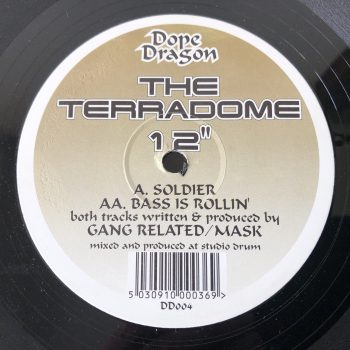 Dope
Dragon
THE
TERRADOME
12"
A. SOLDIER
AA. BASS IS ROLLIN'
both tracks written & produced by
GANG RELATED/MASK
mixed and produced at studio drum
5 030910 000369 >
DD004